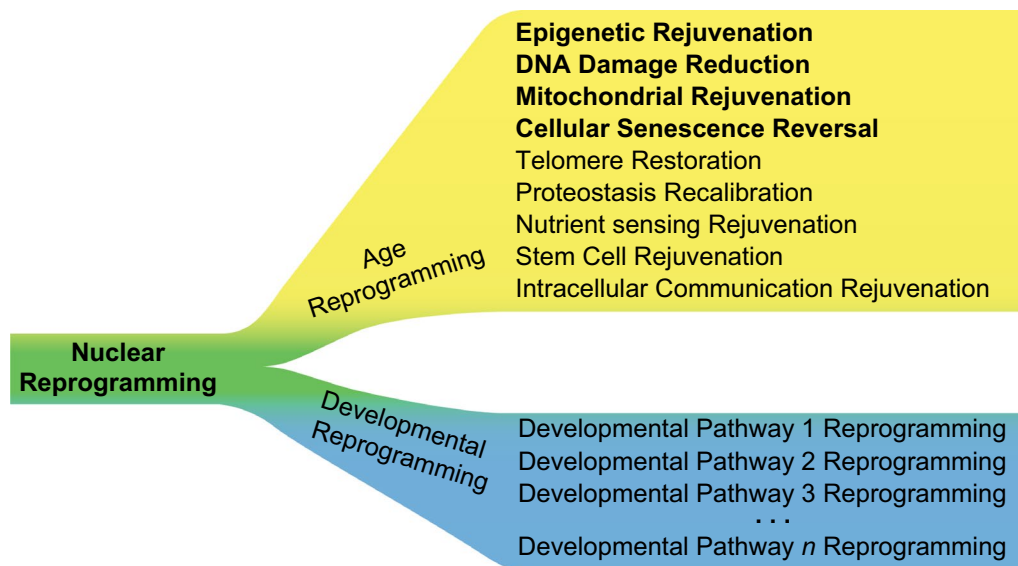 Epigenetic Rejuvenation
DNA Damage Reduction
Mitochondrial Rejuvenation
Cellular Senescence Reversal
Telomere Restoration
Proteostasis Recalibration
Nutrient sensing Rejuvenation
Stem Cell Rejuvenation
Intracellular Communication Rejuvenation
Age
Reprogramming
Nuclear
Reprogramming
Developmental
Reprogramming
Developmental Pathway 1 Reprogramming
Developmental Pathway 2 Reprogramming
Developmental Pathway 3 Reprogramming
. . .
Developmental Pathway n Reprogramming